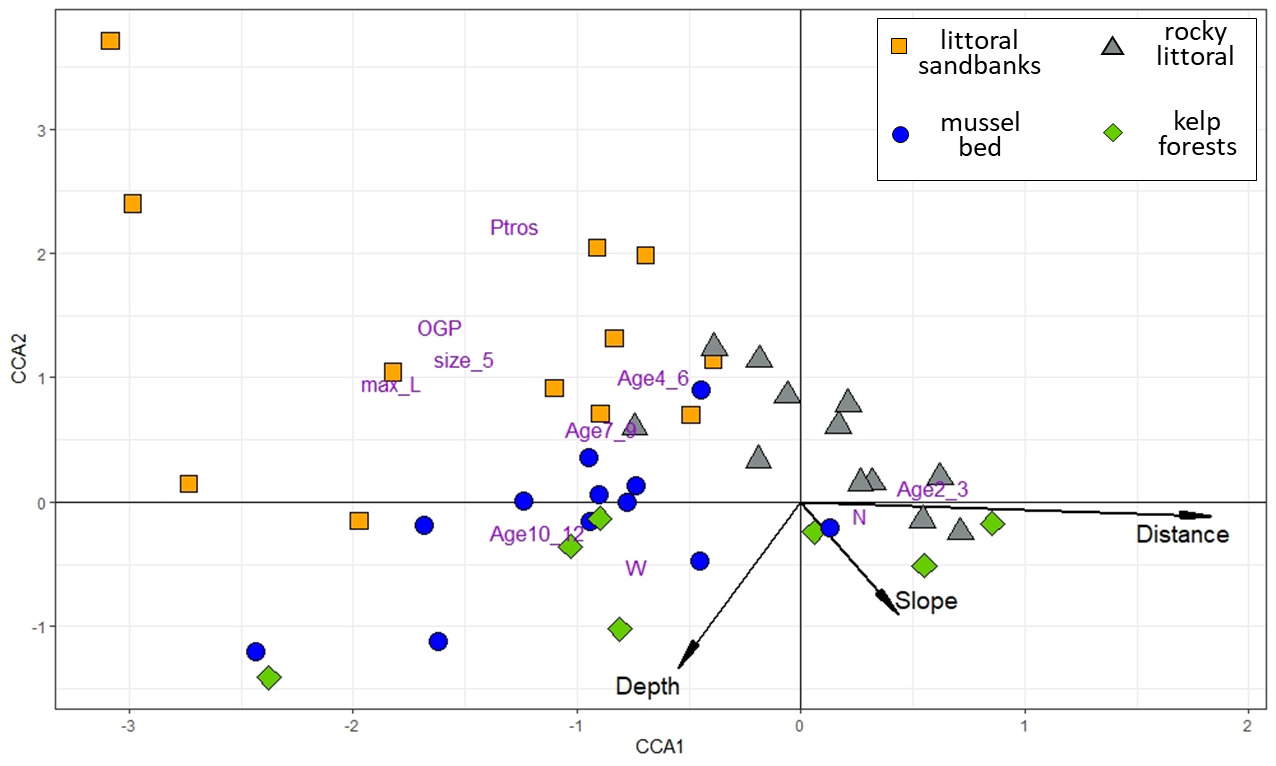 littoral
sandbanks
rocky
littoral
mussel
bed
kelp
forests
CCA2
3
2
1
0
-1
Ptros
OGP
size_5
max_L
Age4_6
Age7_9
Age2_3
N
Age10_12
W
Distance
Slope
Depth
-3
-2
-1
0
1
2
CCA1